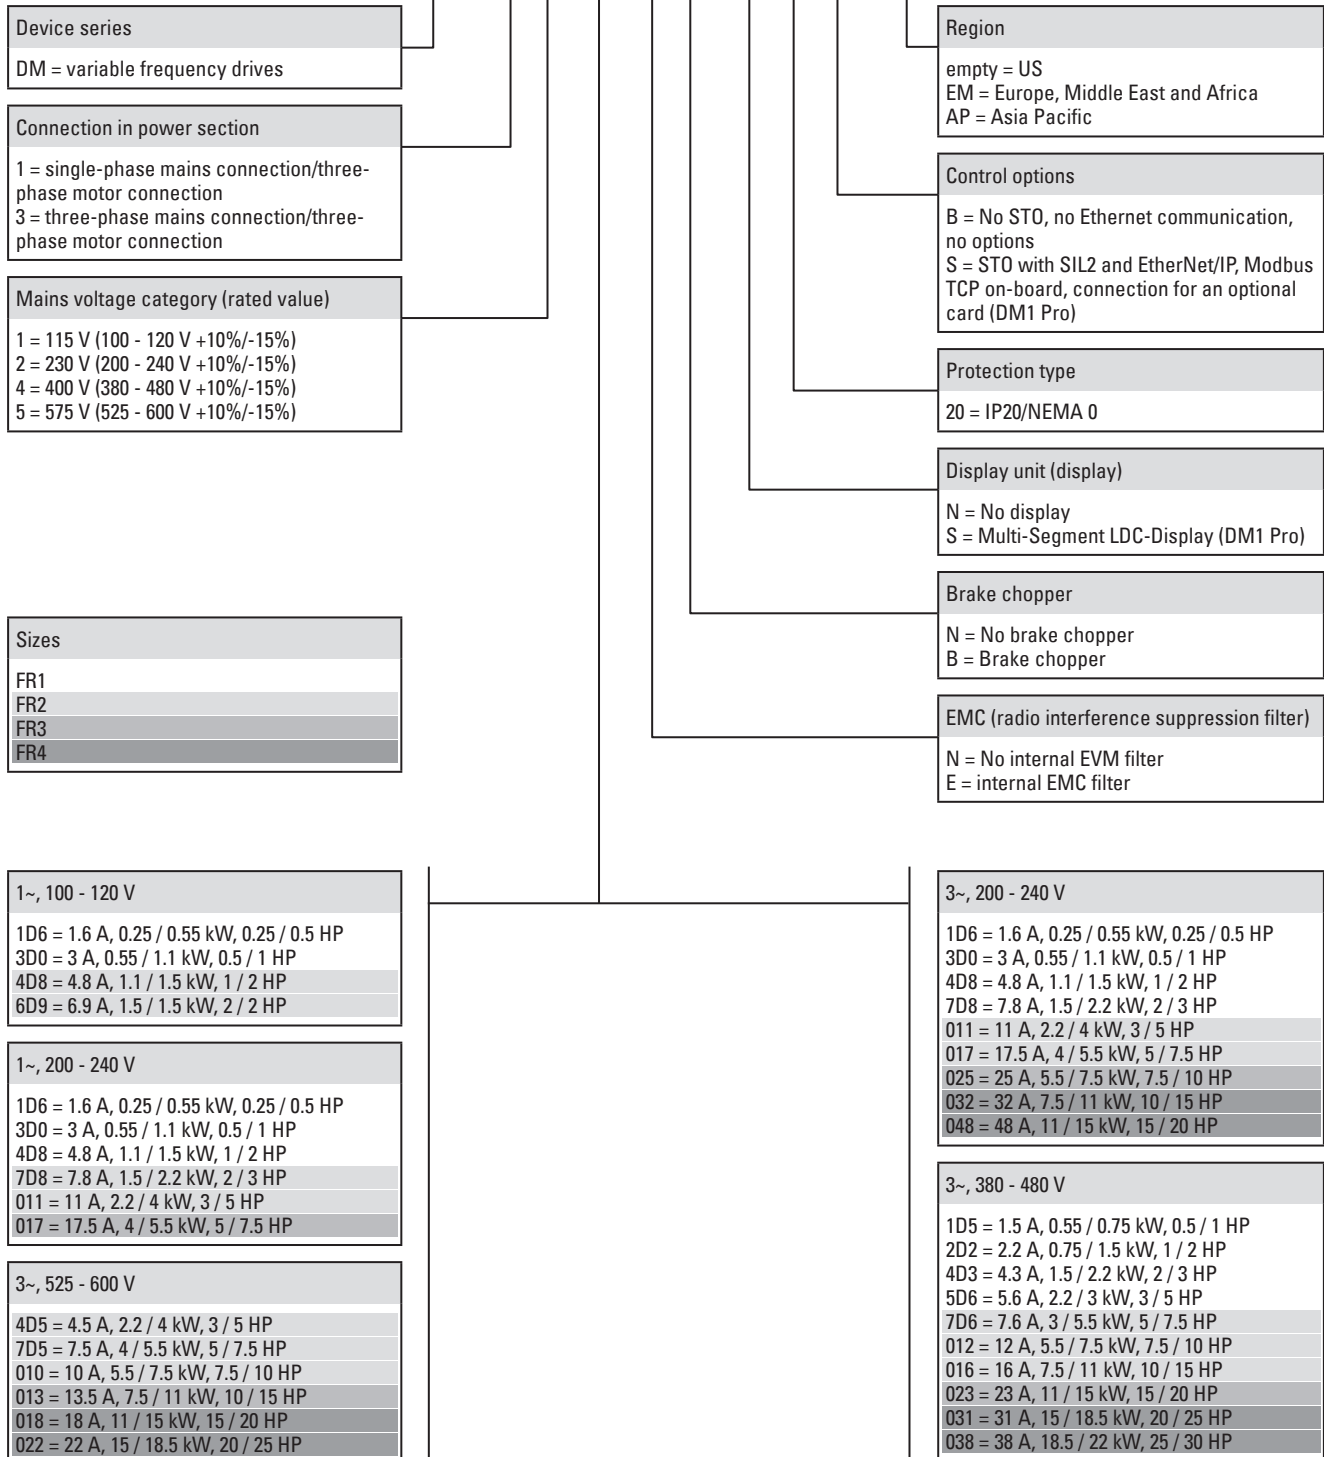 Device series
DM = variable frequency drives
Connection in power section
1 = single-phase mains connection/three-
phase motor connection
3 = three-phase mains connection/three-
phase motor connection
Mains voltage category (rated value)
1 = 115 V (100 - 120 V +10%/-15%)
2 = 230 V (200 - 240 V +10%/-15%)
4 = 400 V (380 - 480 V +10%/-15%)
5 = 575 V (525 - 600 V +10%/-15%)
Sizes
FR1
FR2
FR3
FR4
Region
empty = US
EM = Europe, Middle East and Africa
AP = Asia Pacific
Control options
B = No STO, no Ethernet communication,
no options
S = STO with SIL2 and EtherNet/IP, Modbus
TCP on-board, connection for an optional
card (DM1 Pro)
Protection type
20 = IP20/NEMA 0
Display unit (display)
N = No display
S = Multi-Segment LDC-Display (DM1 Pro)
Brake chopper
N = No brake chopper
B = Brake chopper
EMC (radio interference suppression filter)
N = No internal EVM filter
E = internal EMC filter
1~, 100 - 120 V
1D6 = 1.6 A, 0.25 / 0.55 kW, 0.25 / 0.5 HP
3D0 = 3 A, 0.55 / 1.1 kW, 0.5 / 1 HP
4D8 = 4.8 A, 1.1 / 1.5 kW, 1 / 2 HP
6D9 = 6.9 A, 1.5 / 1.5 kW, 2 / 2 HP
1~, 200 - 240 V
1D6 = 1.6 A, 0.25 / 0.55 kW, 0.25 / 0.5 HP
3D0 = 3 A, 0.55 / 1.1 kW, 0.5 / 1 HP
4D8 = 4.8 A, 1.1 / 1.5 kW, 1 / 2 HP
7D8 = 7.8 A, 1.5 / 2.2 kW, 2 / 3 HP
011 = 11 A, 2.2 / 4 kW, 3 / 5 HP
017 = 17.5 A, 4 / 5.5 kW, 5 / 7.5 HP
3~, 525 - 600 V
4D5 = 4.5 A, 2.2 / 4 kW, 3 / 5 HP
7D5 = 7.5 A, 4 / 5.5 kW, 5 / 7.5 HP
010 = 10 A, 5.5 / 7.5 kW, 7.5 / 10 HP
013 = 13.5 A, 7.5 / 11 kW, 10 / 15 HP
018 = 18 A, 11 / 15 kW, 15 / 20 HP
022 = 22 A, 15 / 18.5 kW, 20 / 25 HP
3~, 200 - 240 V
1D6 = 1.6 A, 0.25 / 0.55 kW, 0.25 / 0.5 HP
3D0 = 3 A, 0.55 / 1.1 kW, 0.5 / 1 HP
4D8 = 4.8 A, 1.1 / 1.5 kW, 1 / 2 HP
7D8 = 7.8 A, 1.5 / 2.2 kW, 2 / 3 HP
011 = 11 A, 2.2 / 4 kW, 3 / 5 HP
017 = 17.5 A, 4 / 5.5 kW, 5 / 7.5 HP
025 = 25 A, 5.5 / 7.5 kW, 7.5 / 10 HP
032 = 32 A, 7.5 / 11 kW, 10 / 15 HP
048 = 48 A, 11 / 15 kW, 15 / 20 HP
3~, 380 - 480 V
1D5 = 1.5 A, 0.55 / 0.75 kW, 0.5 / 1 HP
2D2 = 2.2 A, 0.75 / 1.5 kW, 1 / 2 HP
4D3 = 4.3 A, 1.5 / 2.2 kW, 2 / 3 HP
5D6 = 5.6 A, 2.2 / 3 kW, 3 / 5 HP
7D6 = 7.6 A, 3 / 5.5 kW, 5 / 7.5 HP
012 = 12 A, 5.5 / 7.5 kW, 7.5 / 10 HP
016 = 16 A, 7.5 / 11 kW, 10 / 15 HP
023 = 23 A, 11 / 15 kW, 15 / 20 HP
031 = 31 A, 15 / 18.5 kW, 20 / 25 HP
038 = 38 A, 18.5 / 22 kW, 25 / 30 HP